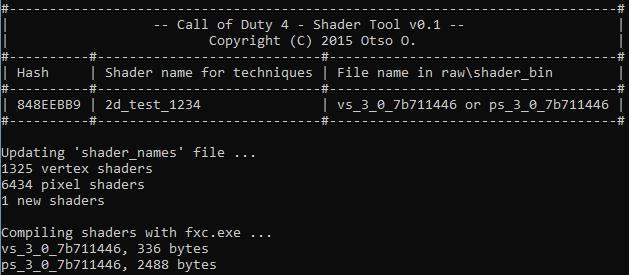 #-----------------------------------------------------------------------------#
| -- Call of Duty 4 - Shader Tool v0.1 -- |
| Copyright (C) 2015 Otso O. |
#----------#----------------------------#-------------------------------------#
| Hash | Shader name for techniques | File name in raw\shader_bin |
#----------#----------------------------#-------------------------------------#
| 848EEBB9 | 2d_test_1234 | vs_3_0_7b711446 or ps_3_0_7b711446 |
#----------#----------------------------#-------------------------------------#
Updating 'shader_names' file ...
1325 vertex shaders
6434 pixel shaders
1 new shaders
Compiling shaders with fxc.exe ...
vs_3_0_7b711446, 336 bytes
ps_3_0_7b711446, 2488 bytes